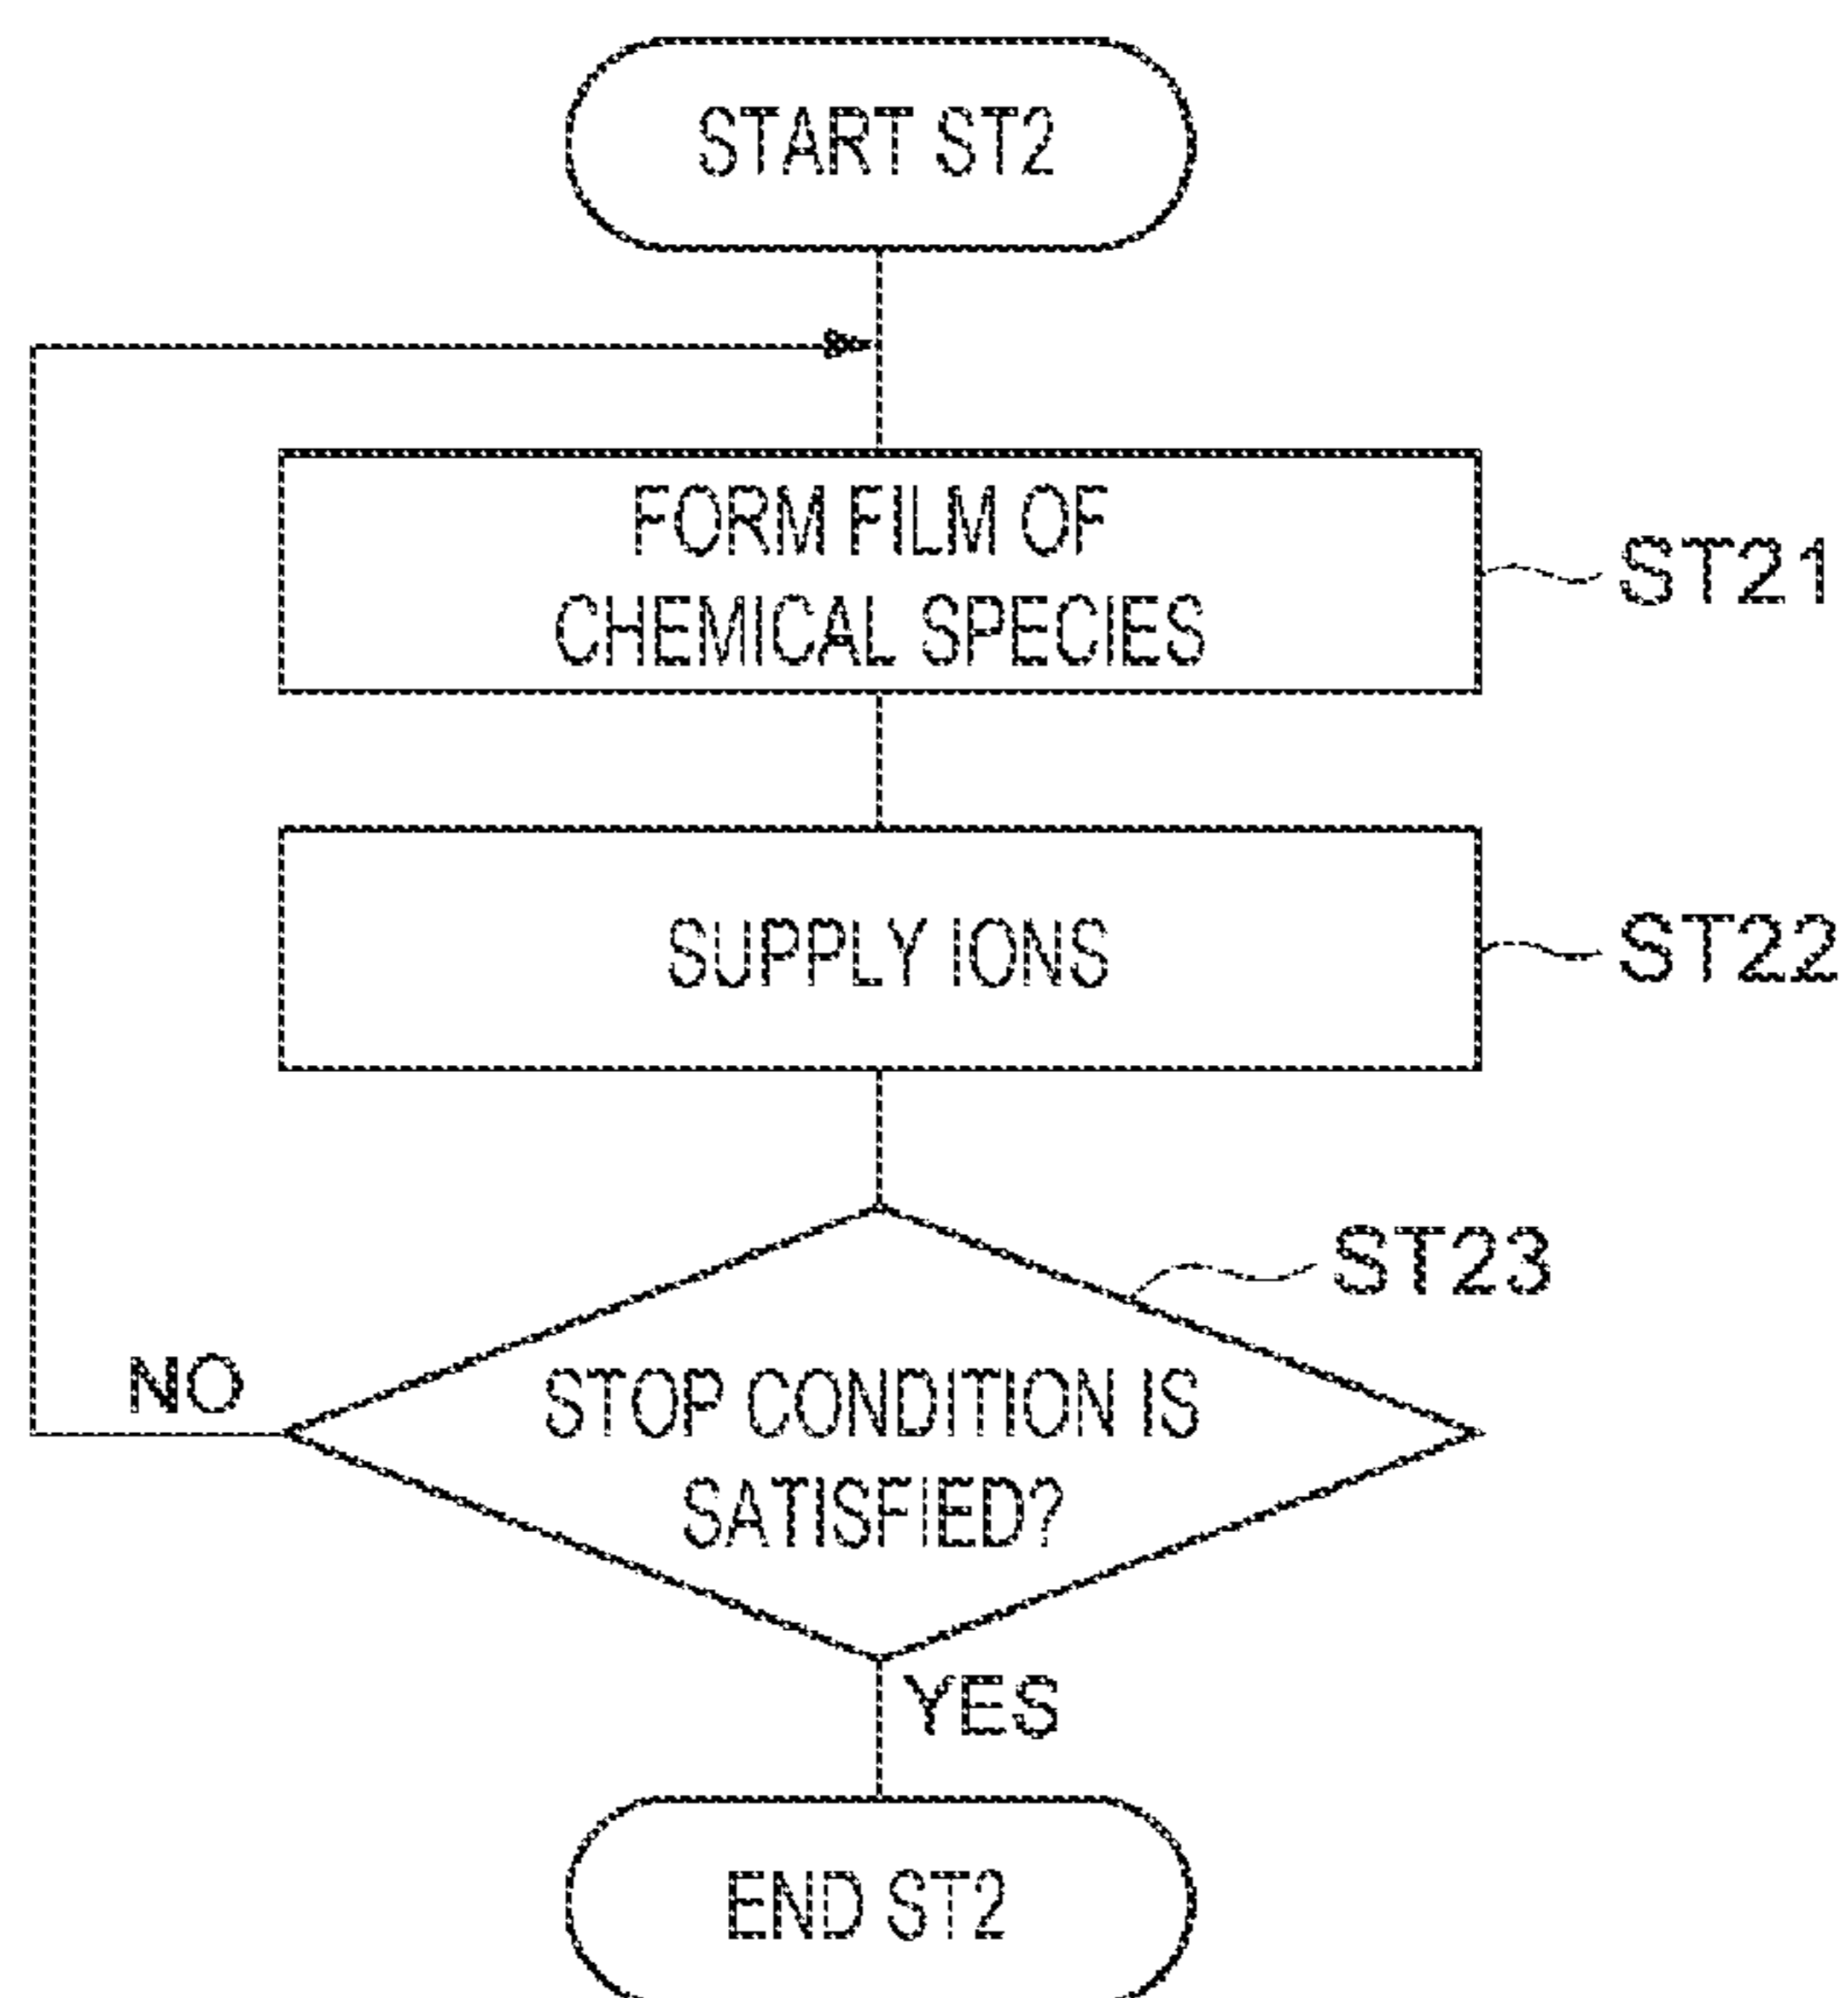 START ST2
FORM FILM OF
CHEMICAL SPECIES
ST21
SUPPLY IONS
ST22
ST23
STOP CONDITION IS
SATISFIED?
NO
YES
END ST2